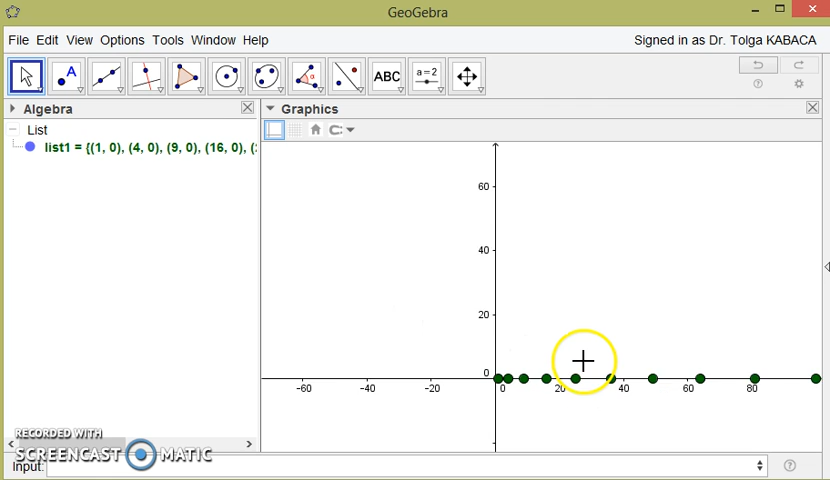 GeoGebra
File Edit View Options Tools Window Help
Signed in as Dr. Tolga KABACA
A
α
ABC
a=2
Algebra
Graphics
List
list1 = {(1, 0), (4, 0), (9, 0), (16, 0), (
60
40
20
0
-60 -40 -20 20 40 60 80
RECORDED WITH
SCREENCAST MATIC
Input: